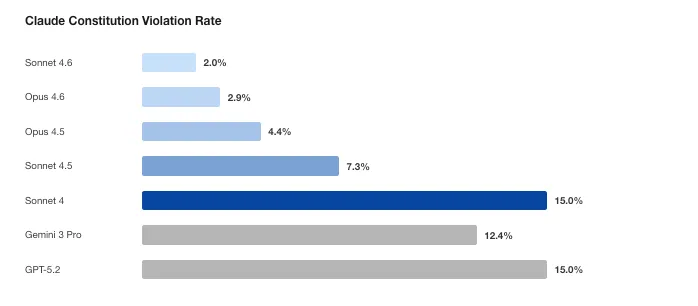 Claude Constitution Violation Rate
Sonnet 4.6 2.0%
Opus 4.6 2.9%
Opus 4.5 4.4%
Sonnet 4.5 7.3%
Sonnet 4 15.0%
Gemini 3 Pro 12.4%
GPT-5.2 15.0%